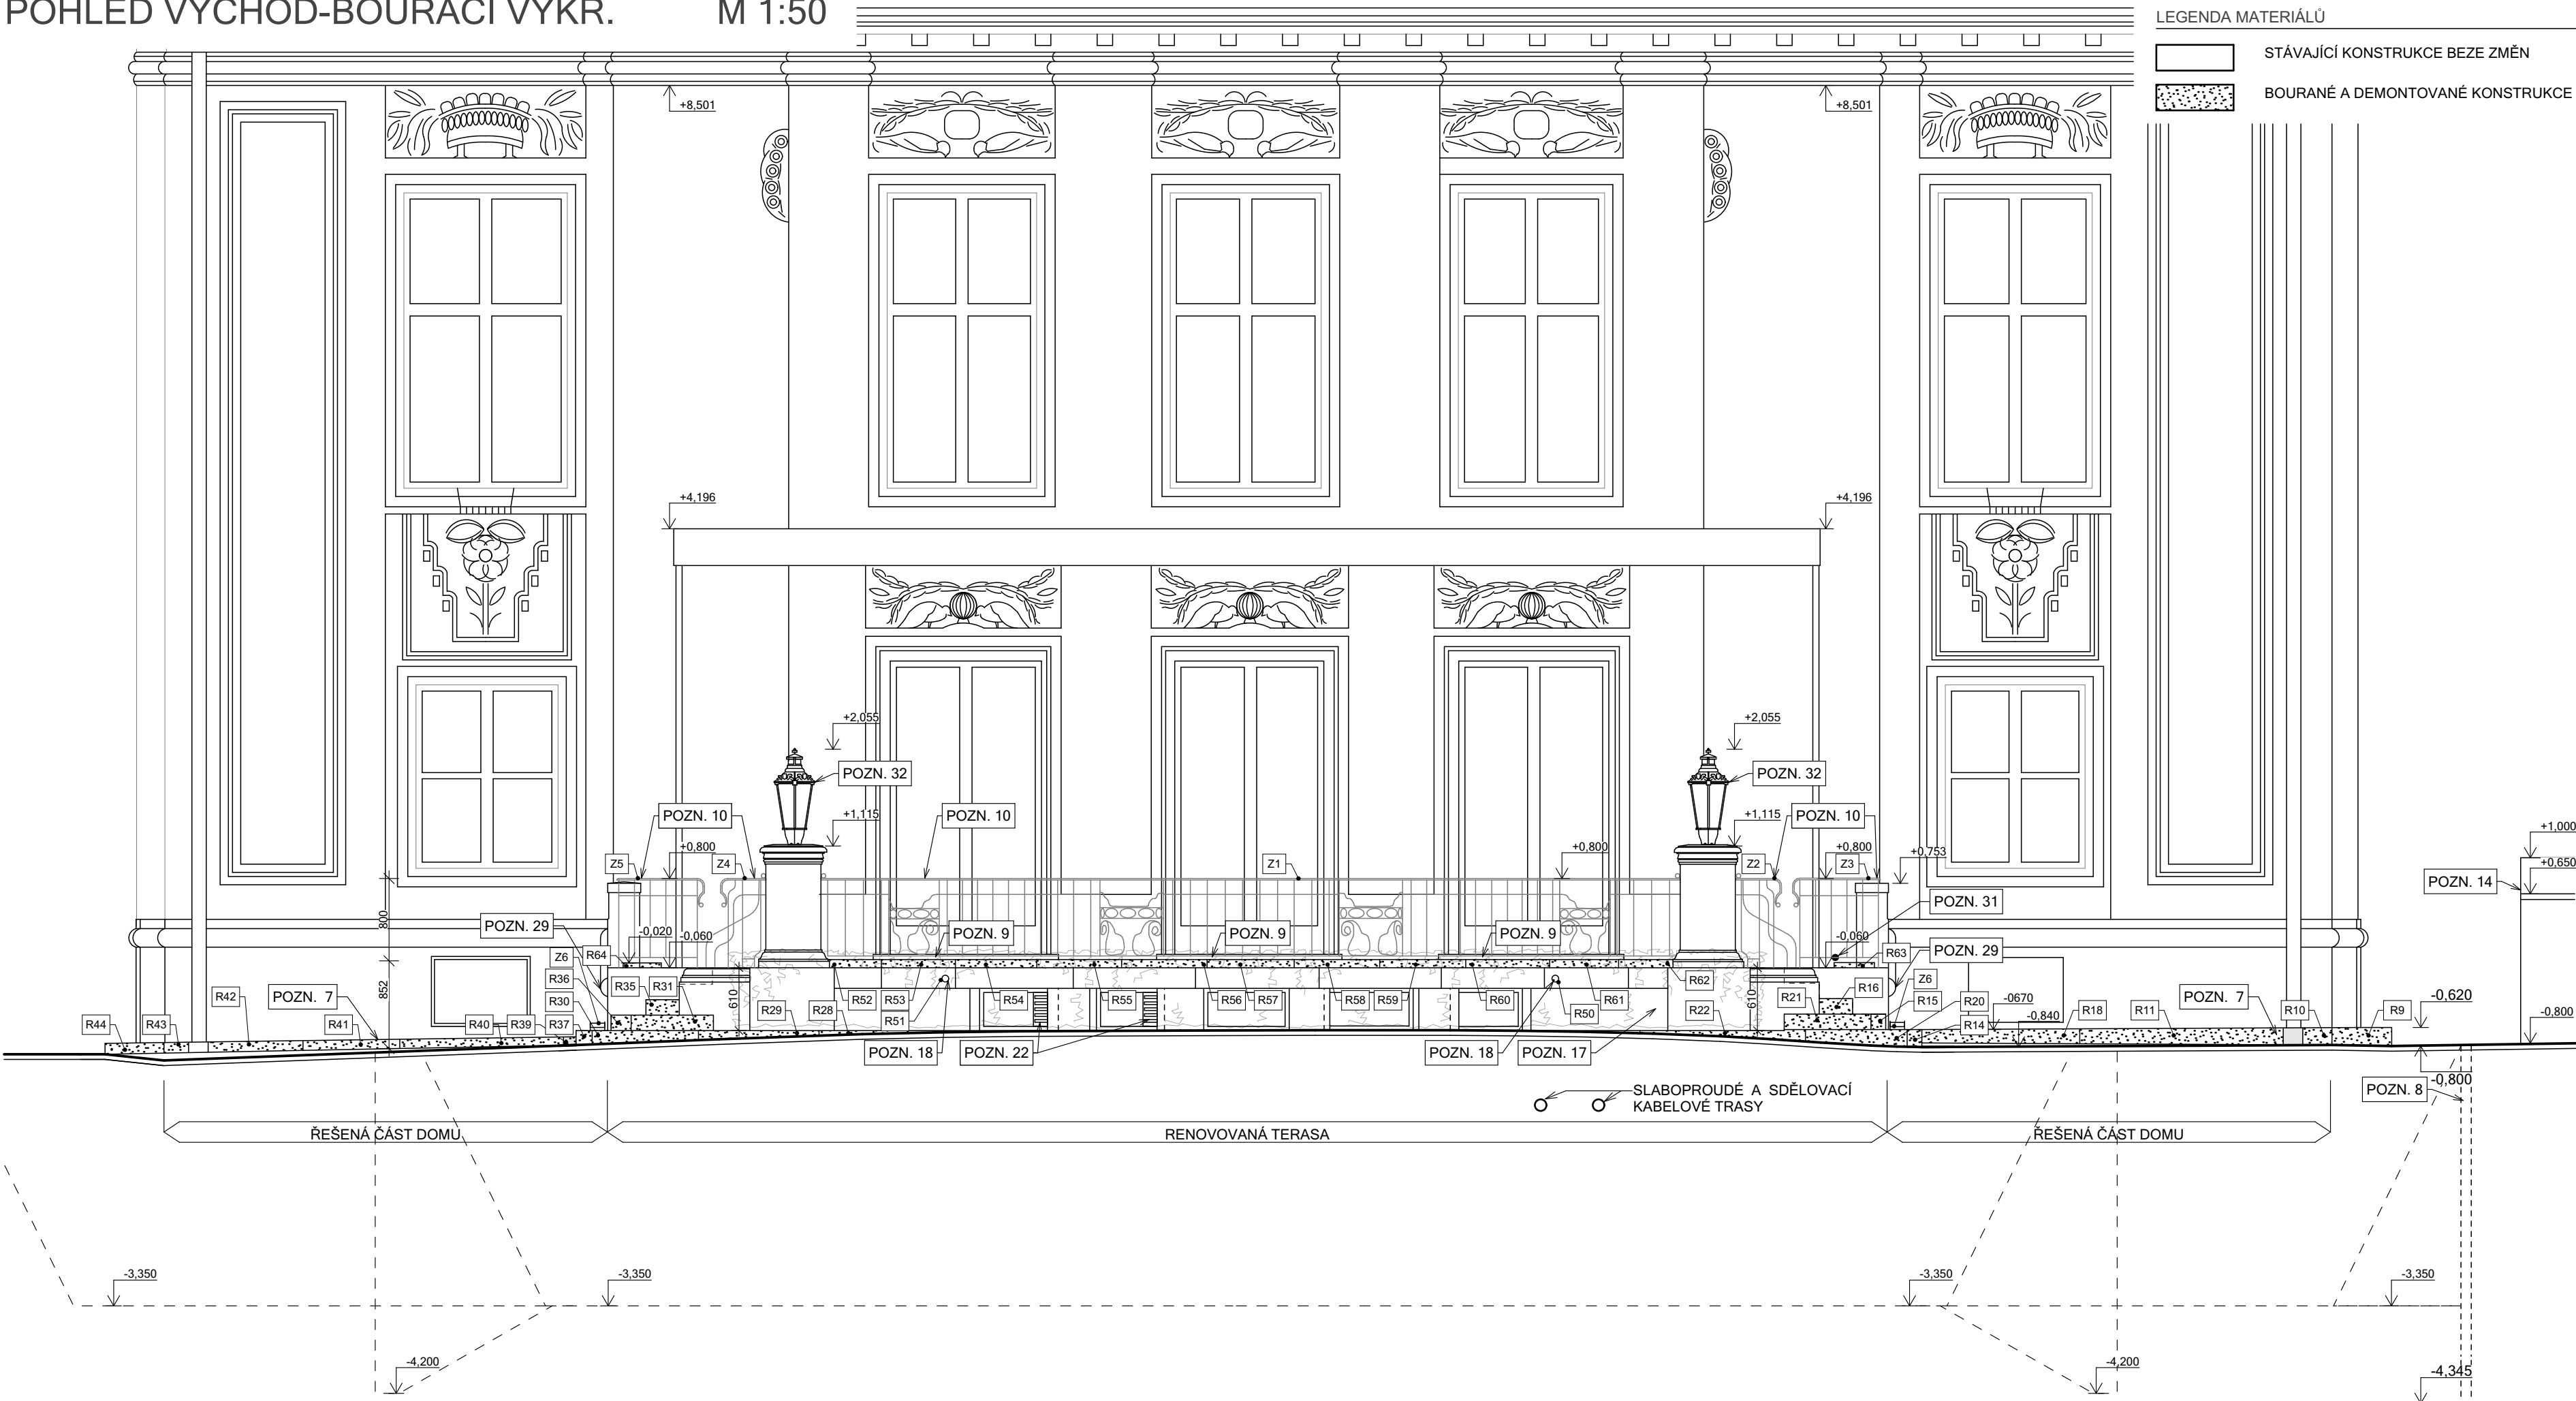 POHLED VÝCHOD-BOURACÍ VÝKR. M 1:50
LEGENDA MATERIÁLŮ
STÁVAJÍCÍ KONSTRUKCE BEZE ZMĚN
BOURANÉ A DEMONTOVANÉ KONSTRUKCE
+8,501
+8,501
+4,196
+4,196
+2,055
+2,055
POZN. 32
POZN. 32
POZN. 10
+1,115
POZN. 10
+1,115
POZN. 10
+1,000
Z5
+0,800
Z4
Z1
+0,800
Z2
+0,800
Z3
+0,753
+0,650
POZN. 14
800
POZN. 29
-0,020
-0,060
POZN. 9
POZN. 9
POZN. 9
-0,060
POZN. 31
Z6
R64
R63
POZN. 29
R36
R35
R31
R62
R16
Z6
R42
POZN. 7
852
R30
610
R29
R28
R52
R53
R54
R55
R56
R57
R58
R59
R60
R61
R22
610
R21
R15
R20
-0670
POZN. 7
-0,620
R44
R43
R41
R40
R39
R37
R51
R50
R14
-0,840
R18
R11
R10
R9
-0,800
POZN. 18
POZN. 22
POZN. 18
POZN. 17
-0,800
POZN. 8
SLABOPROUDÉ A SDĚLOVACÍ
KABELOVÉ TRASY
ŘEŠENÁ ČÁST DOMU
RENOVOVANÁ TERASA
ŘEŠENÁ ČÁST DOMU
-3,350
-3,350
-3,350
-3,350
-4,200
-4,200
-4,345